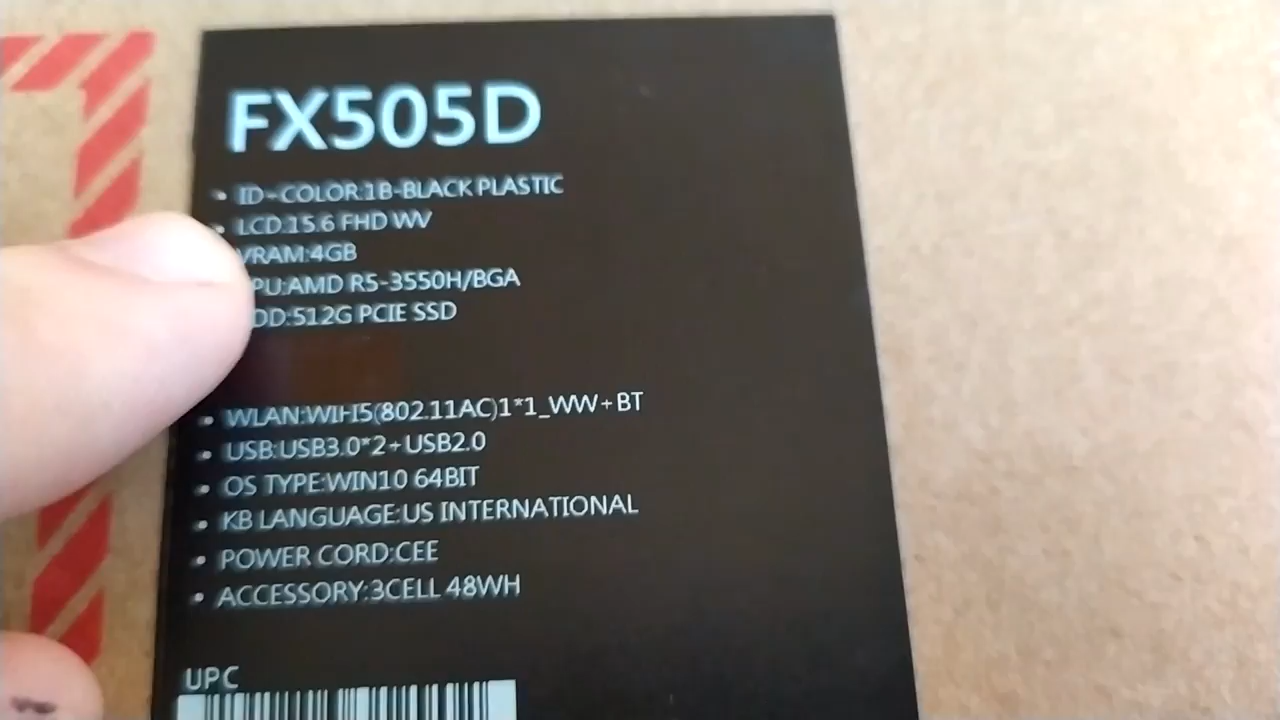 FX505D
ID-COLOR:1B-BLACK PLASTIC
LCD:15.6 FHD WV
VRAM:4GB
PU:AMD R5-3550H/BGA
DD:512G PCIE SSD
WLAN:WIFI5(802.11AC)1*1_WW+BT
USB:USB3.0*2+USB2.0
OS TYPE:WIN10 64BIT
KB LANGUAGE:US INTERNATIONAL
POWER CORD:CEE
ACCESSORY:3CELL 48WH
UPC